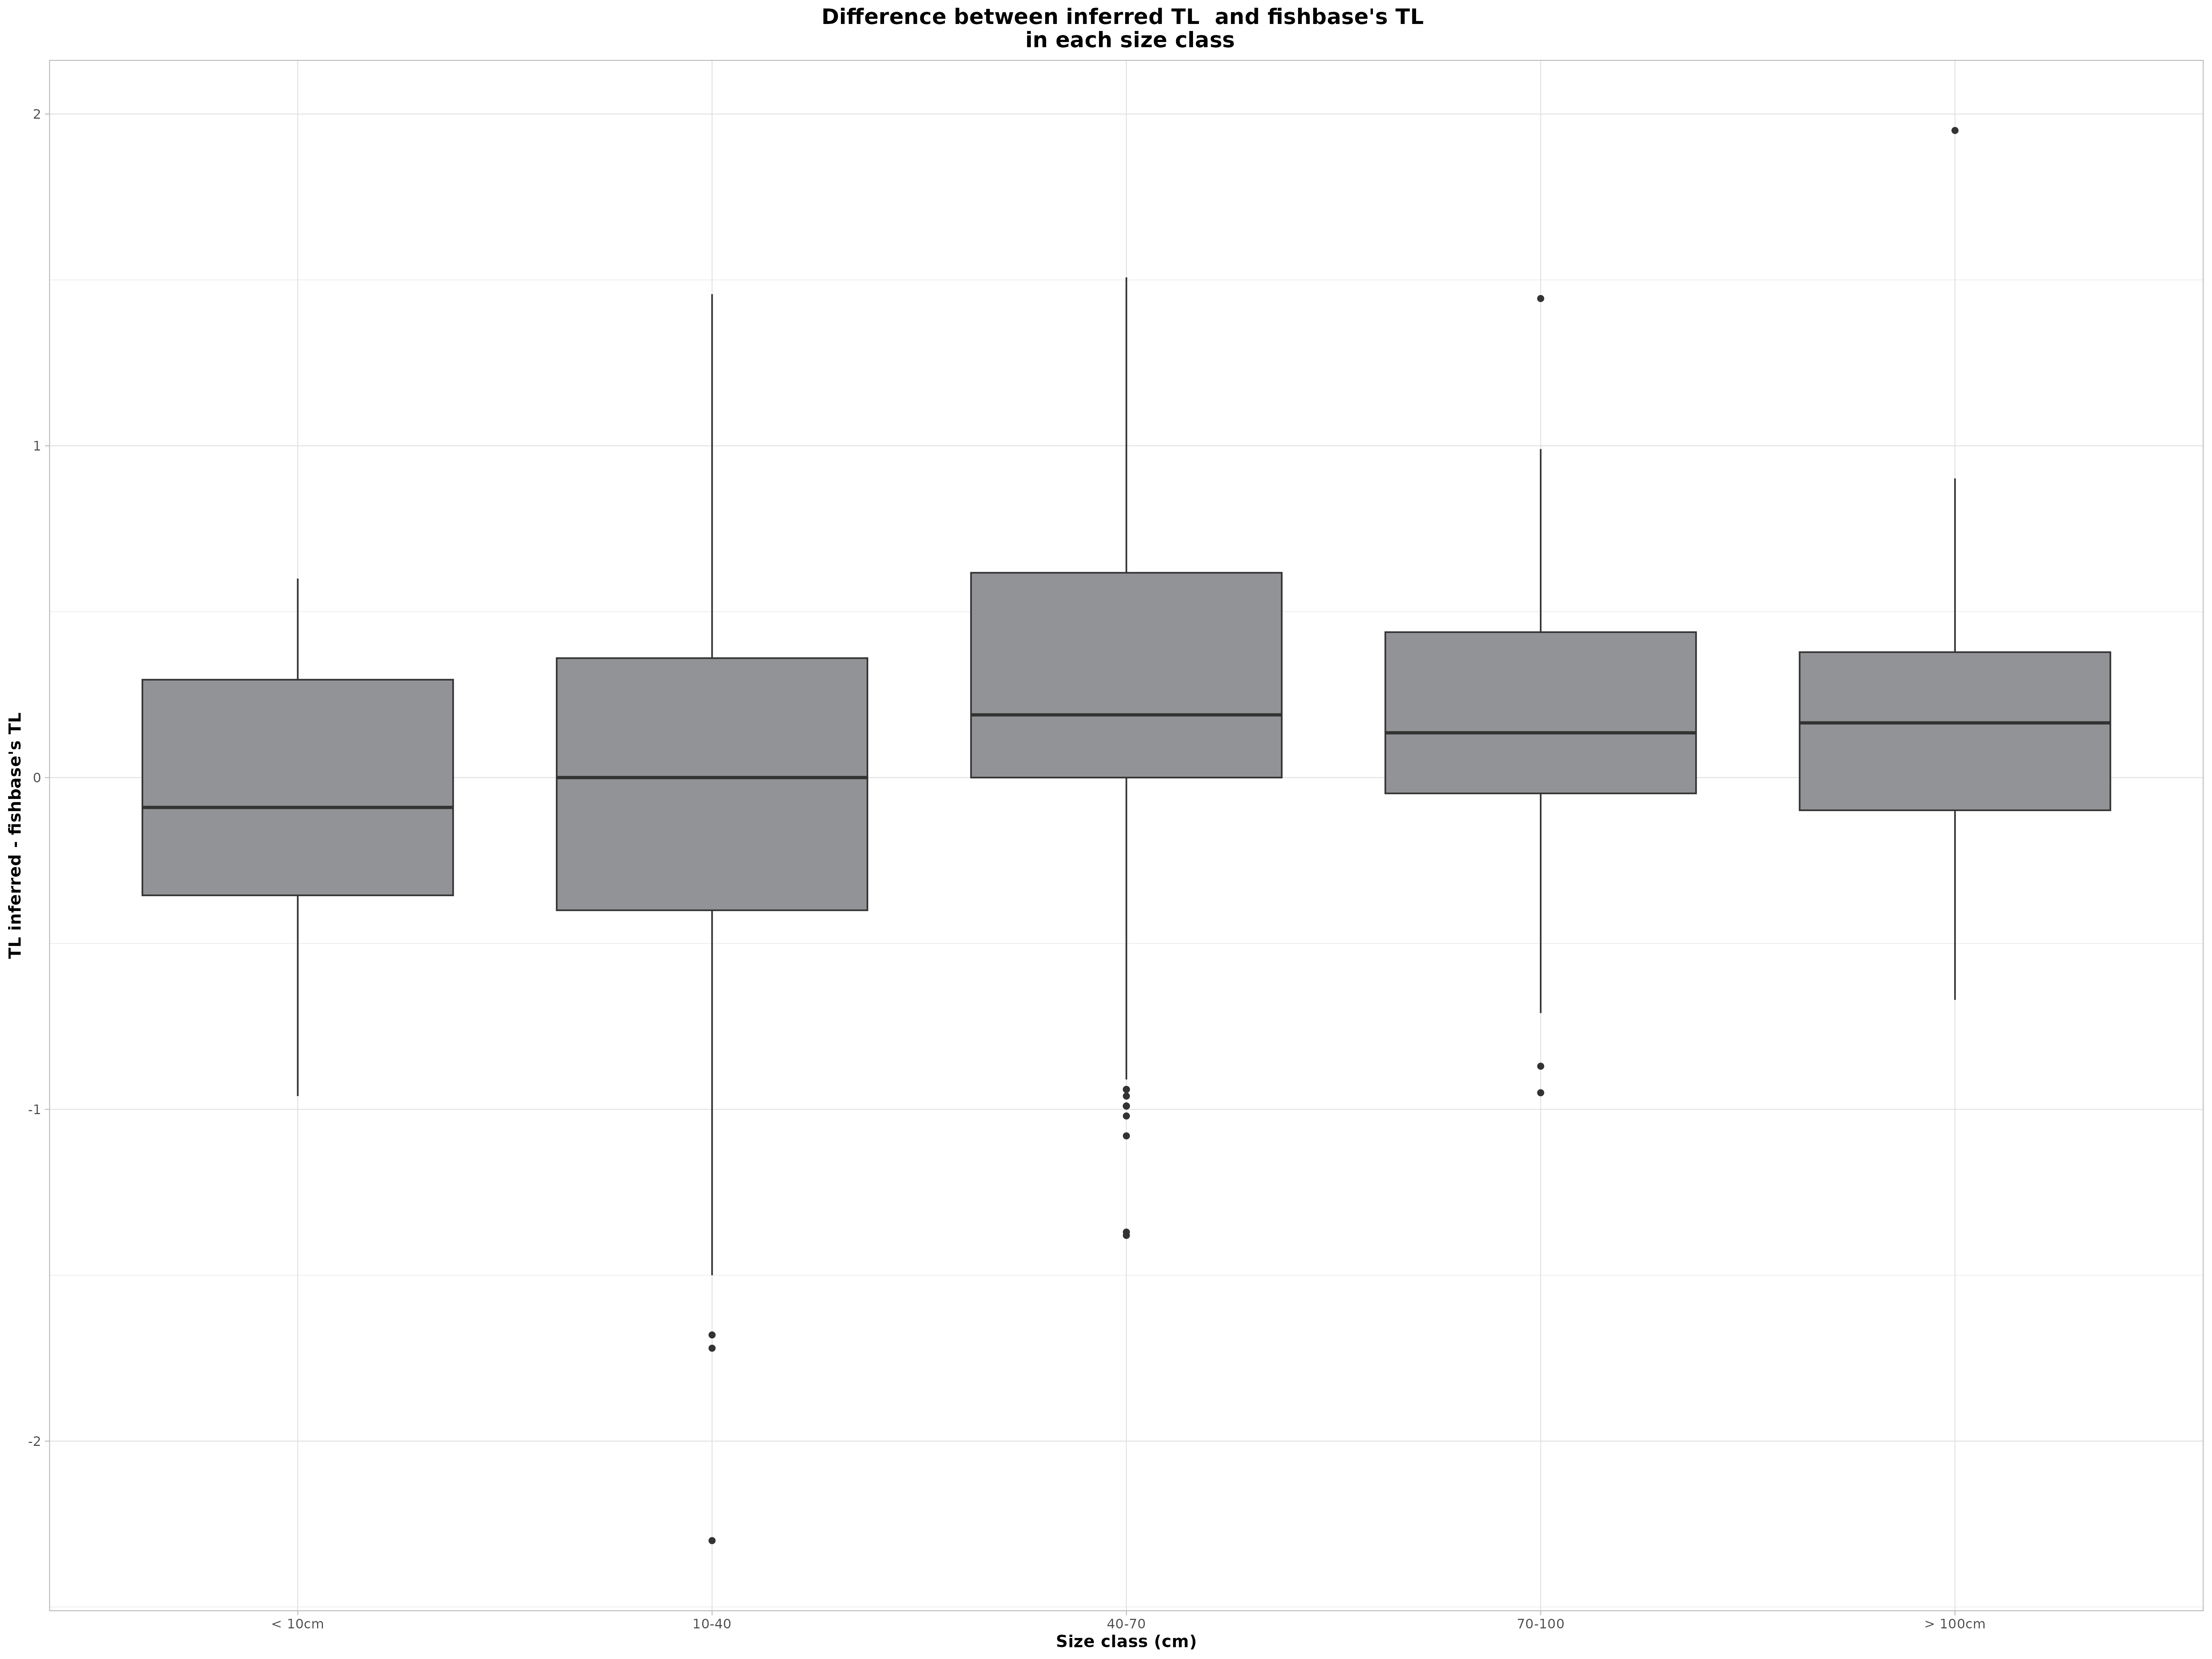 Difference between inferred TL  and fishbase's TL
in each size class
TL inferred - fishbase's TL
2
1
0
-1
-2
< 10cm
10-40
40-70
70-100
> 100cm
Size class (cm)